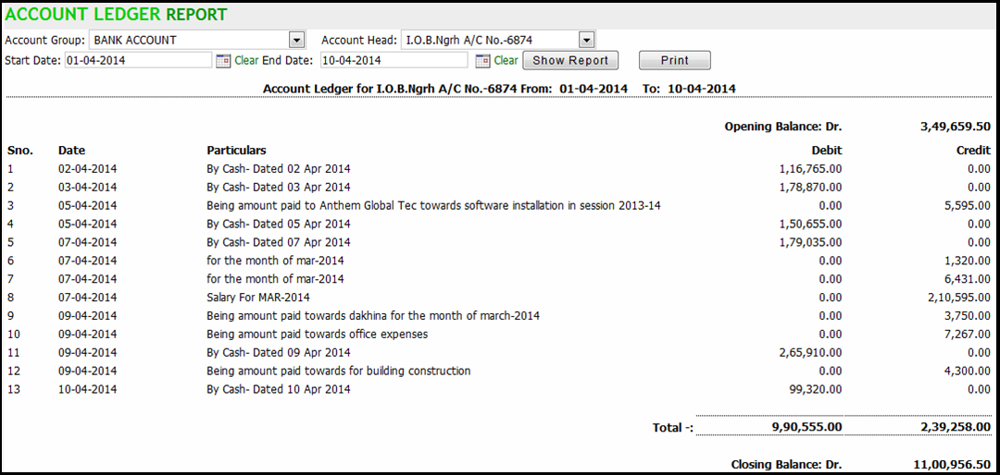 ACCOUNT LEDGER REPORT
Account Group: BANK ACCOUNT Account Head: I.O.B.Ngrh A/C No.-6874
Start Date: 01-04-2014 Clear End Date: 10-04-2014 Clear Show Report Print
Account Ledger for I.O.B.Ngrh A/C No.-6874 From: 01-04-2014 To: 10-04-2014
Opening Balance: Dr. 3,49,659.50
Sno. Date Particulars Debit Credit
1 02-04-2014 By Cash- Dated 02 Apr 2014 1,16,765.00 0.00
2 03-04-2014 By Cash- Dated 03 Apr 2014 1,78,870.00 0.00
3 05-04-2014 Being amount paid to Anthem Global Tec towards software installation in session 2013-14 0.00 5,595.00
4 05-04-2014 By Cash- Dated 05 Apr 2014 1,50,655.00 0.00
5 07-04-2014 By Cash- Dated 07 Apr 2014 1,79,035.00 0.00
6 07-04-2014 for the month of mar-2014 0.00 1,320.00
7 07-04-2014 for the month of mar-2014 0.00 6,431.00
8 07-04-2014 Salary For MAR-2014 0.00 2,10,595.00
9 09-04-2014 Being amount paid towards dakhina for the month of march-2014 0.00 3,750.00
10 09-04-2014 Being amount paid towards office expenses 0.00 7,267.00
11 09-04-2014 By Cash- Dated 09 Apr 2014 2,65,910.00 0.00
12 09-04-2014 Being amount paid towards for building construction 0.00 4,300.00
13 10-04-2014 By Cash- Dated 10 Apr 2014 99,320.00 0.00
Total -: 9,90,555.00 2,39,258.00
Closing Balance: Dr. 11,00,956.50